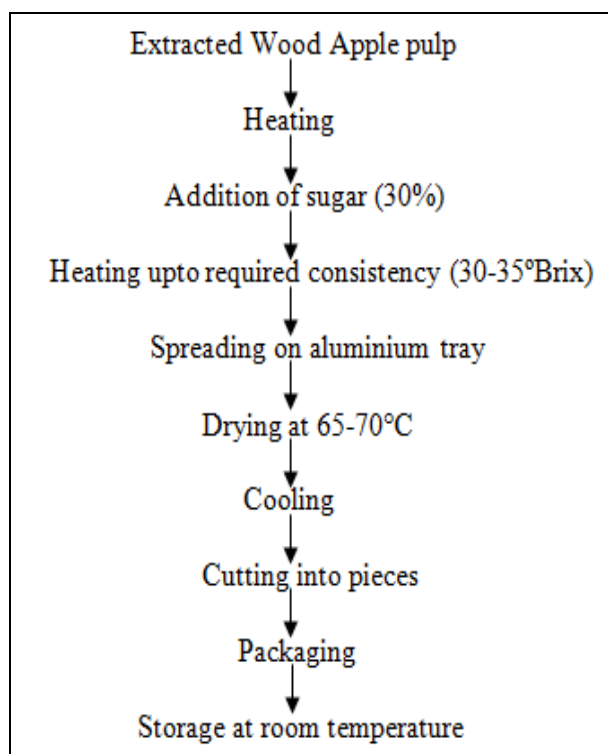 Extracted Wood Apple pulp
Heating
Addition of sugar (30%)
Heating upto required consistency (30-35ºBrix)
Spreading on aluminium tray
Drying at 65-70°C
Cooling
Cutting into pieces
Packaging
Storage at room temperature